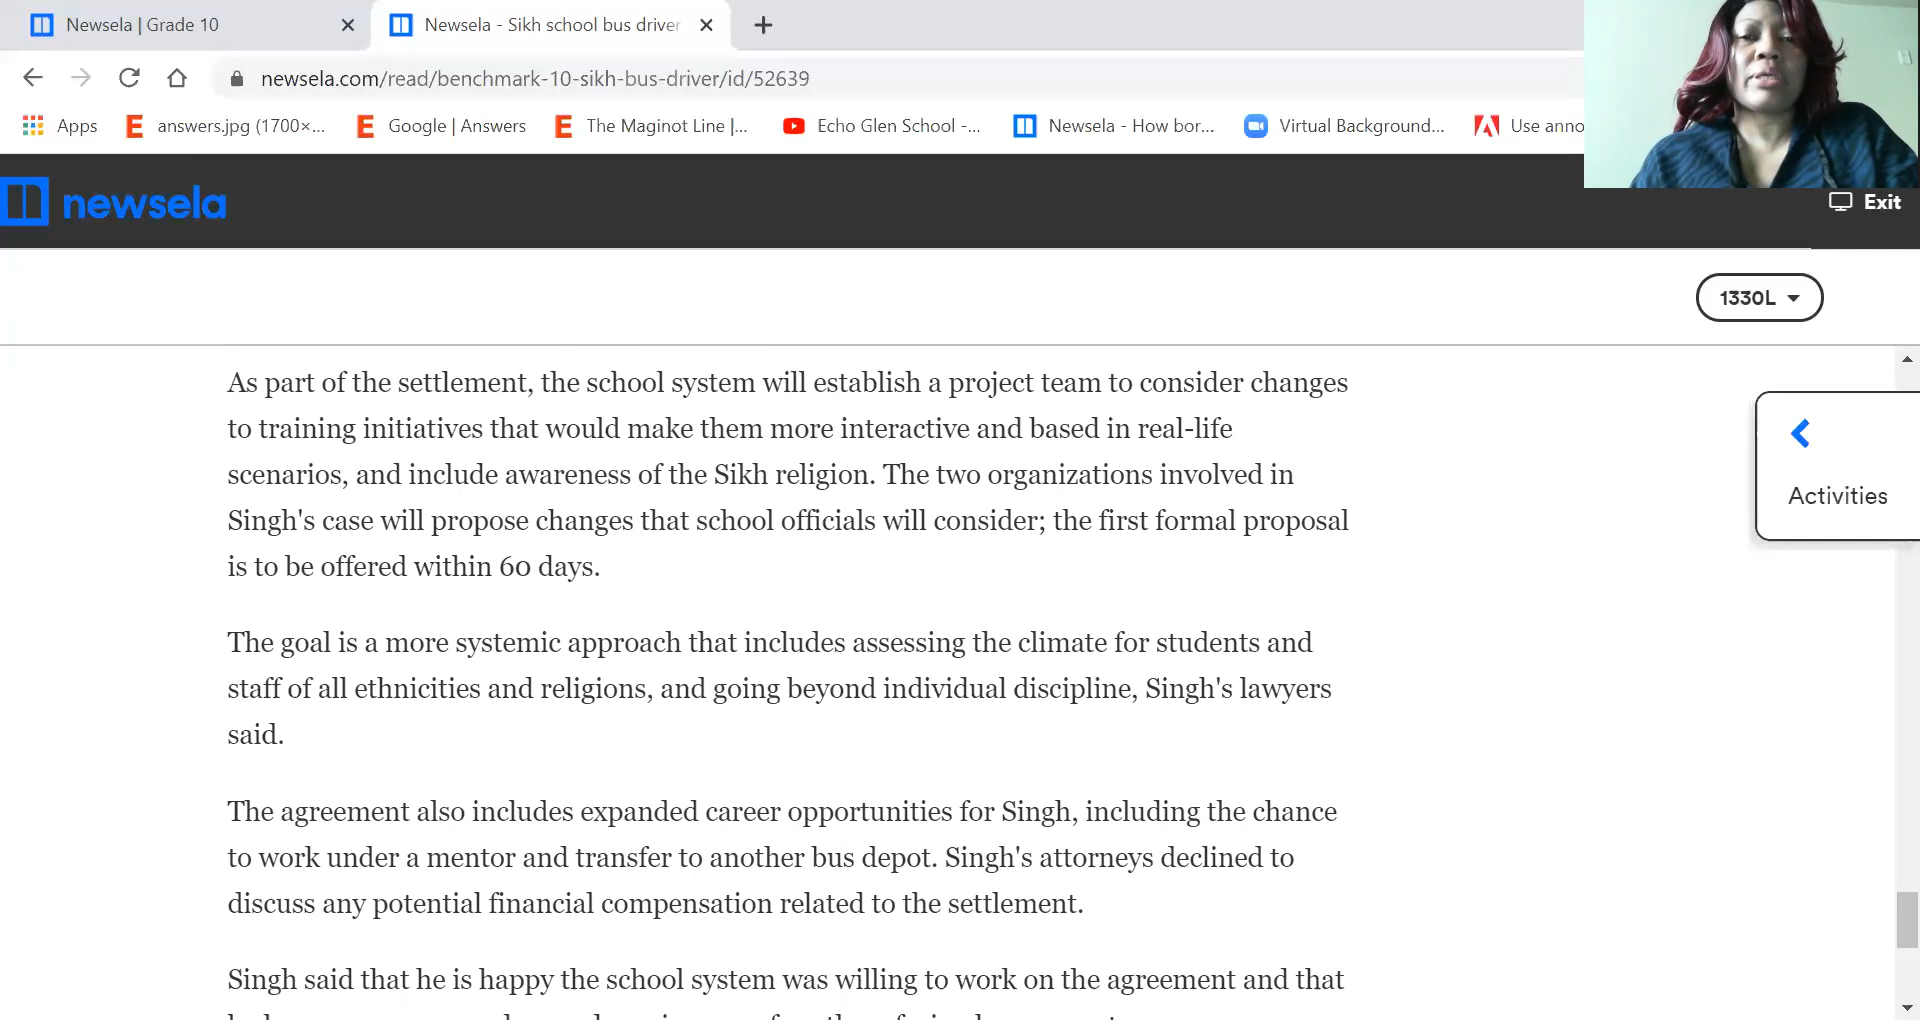 Newsela | Grade 10
Newsela - Sikh school bus driver
newsela.com/read/benchmark-10-sikh-bus-driver/id/52639
Apps
answers.jpg (1700×...
Google | Answers
The Maginot Line |...
Echo Glen School -...
Newsela - How bor...
Virtual Background...
Use anno
newsela
Exit
1330L
As part of the settlement, the school system will establish a project team to consider changes
to training initiatives that would make them more interactive and based in real-life
scenarios, and include awareness of the Sikh religion. The two organizations involved in
Singh's case will propose changes that school officials will consider; the first formal proposal
is to be offered within 60 days.
Activities
The goal is a more systemic approach that includes assessing the climate for students and
staff of all ethnicities and religions, and going beyond individual discipline, Singh's lawyers
said.
The agreement also includes expanded career opportunities for Singh, including the chance
to work under a mentor and transfer to another bus depot. Singh's attorneys declined to
discuss any potential financial compensation related to the settlement.
Singh said that he is happy the school system was willing to work on the agreement and that